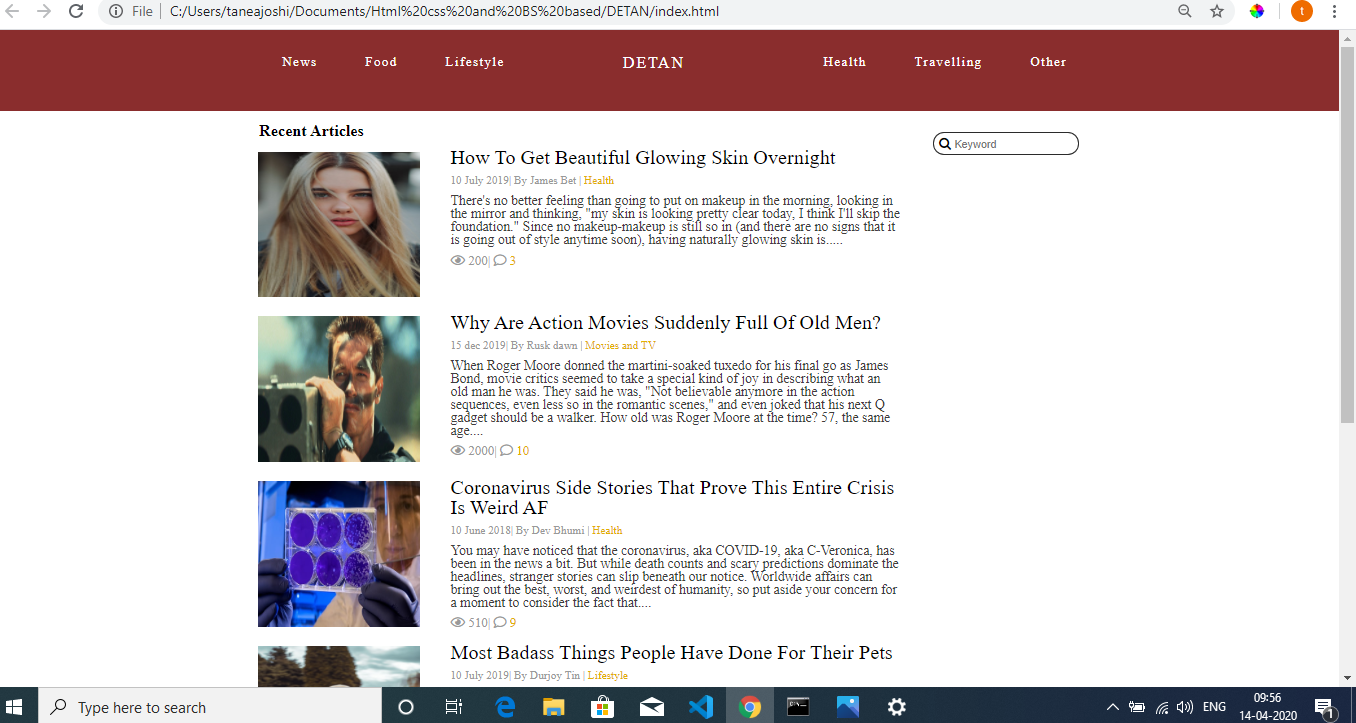 File
C:/Users/taneajoshi/Documents/Html%20css%20and%20BS%20based/DETAN/index.html
t
News Food Lifestyle DETAN Health Travelling Other
Recent Articles
Keyword
How To Get Beautiful Glowing Skin Overnight
10 July 2019| By James Bet | Health
There's no better feeling than going to put on makeup in the morning, looking in
the mirror and thinking, "my skin is looking pretty clear today, I think I'll skip the
foundation." Since no makeup-makeup is still so in (and there are no signs that it
is going out of style anytime soon), having naturally glowing skin is.....
200| 3
Why Are Action Movies Suddenly Full Of Old Men?
15 dec 2019| By Rusk dawn | Movies and TV
When Roger Moore donned the martini-soaked tuxedo for his final go as James
Bond, movie critics seemed to take a special kind of joy in describing what an
old man he was. They said he was, "Not believable anymore in the action
sequences, even less so in the romantic scenes," and even joked that his next Q
gadget should be a walker. How old was Roger Moore at the time? 57, the same
age....
2000| 10
Coronavirus Side Stories That Prove This Entire Crisis
Is Weird AF
10 June 2018| By Dev Bhumi | Health
You may have noticed that the coronavirus, aka COVID-19, aka C-Veronica, has
been in the news a bit. But while death counts and scary predictions dominate the
headlines, stranger stories can slip beneath our notice. Worldwide affairs can
bring out the best, worst, and weirdest of humanity, so put aside your concern for
a moment to consider the fact that....
510| 9
Most Badass Things People Have Done For Their Pets
10 July 2019| By Durjoy Tin | Lifestyle
Type here to search
ENG
09:56
14-04-2020
1